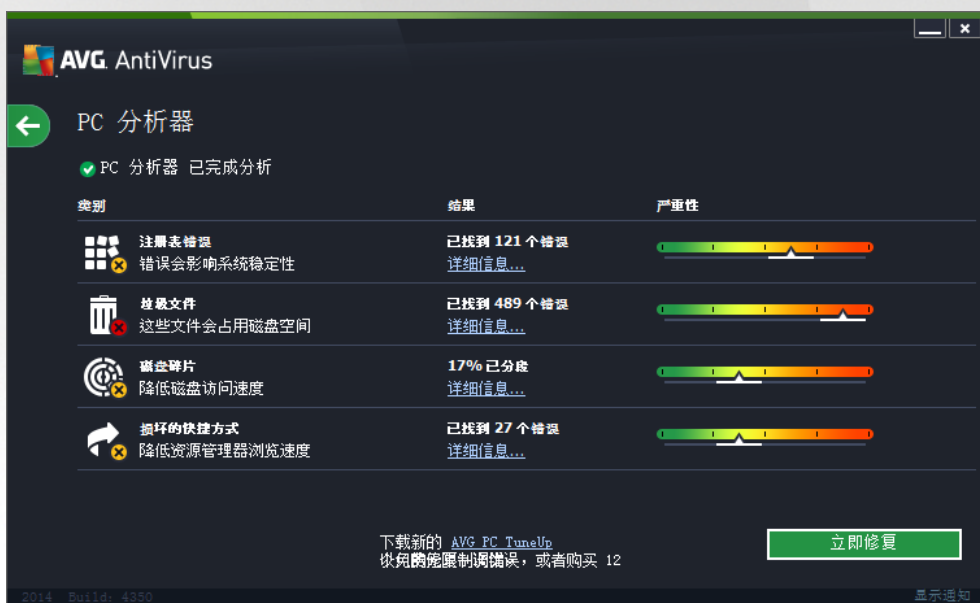 AVG. AntiVirus
PC 分析器
PC 分析器 已完成分析
类别 结果 严重性
注册表错误 已找到 121 个错误
错误会影响系统稳定性 详细信息...
垃圾文件 已找到 489 个错误
这些文件会占用磁盘空间 详细信息...
磁盘碎片 17% 已分段
降低磁盘访问速度 详细信息...
损坏的快捷方式 已找到 27 个错误
降低资源管理器浏览速度 详细信息...
下载新的 AVG PC TuneUp
错误，或者购买 12
立即修复
2014 Build: 4350 显示通知